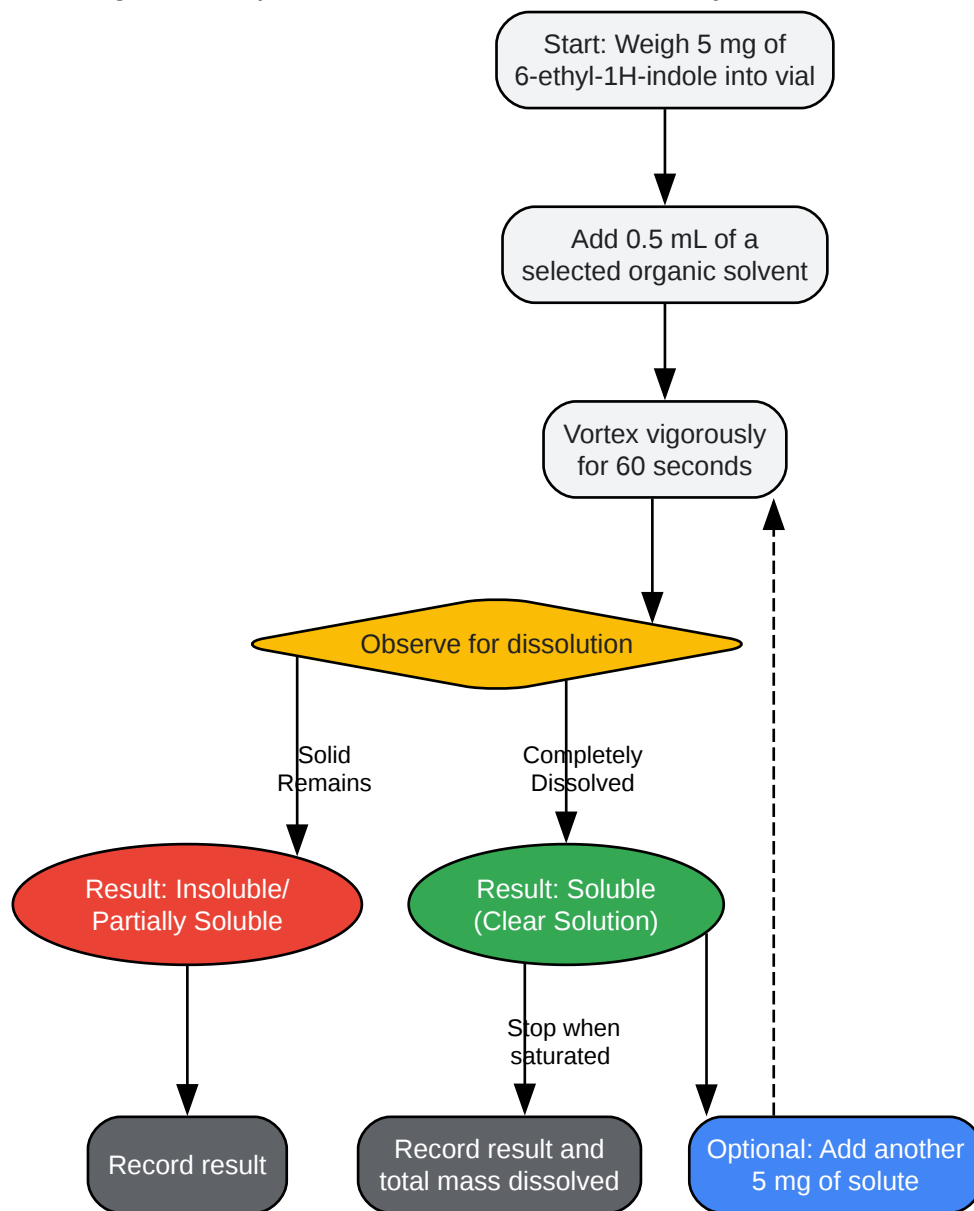 Start: Weigh 5 mg of
6-ethyl-1H-indole into vial
Add 0.5 mL of a
selected organic solvent
Vortex vigorously
for 60 seconds
Observe for dissolution
Solid
Remains
Completely
Dissolved
Result: Insoluble/
Partially Soluble
Result: Soluble
(Clear Solution)
Stop when
saturated
Record result
Record result and
total mass dissolved
Optional: Add another
5 mg of solute